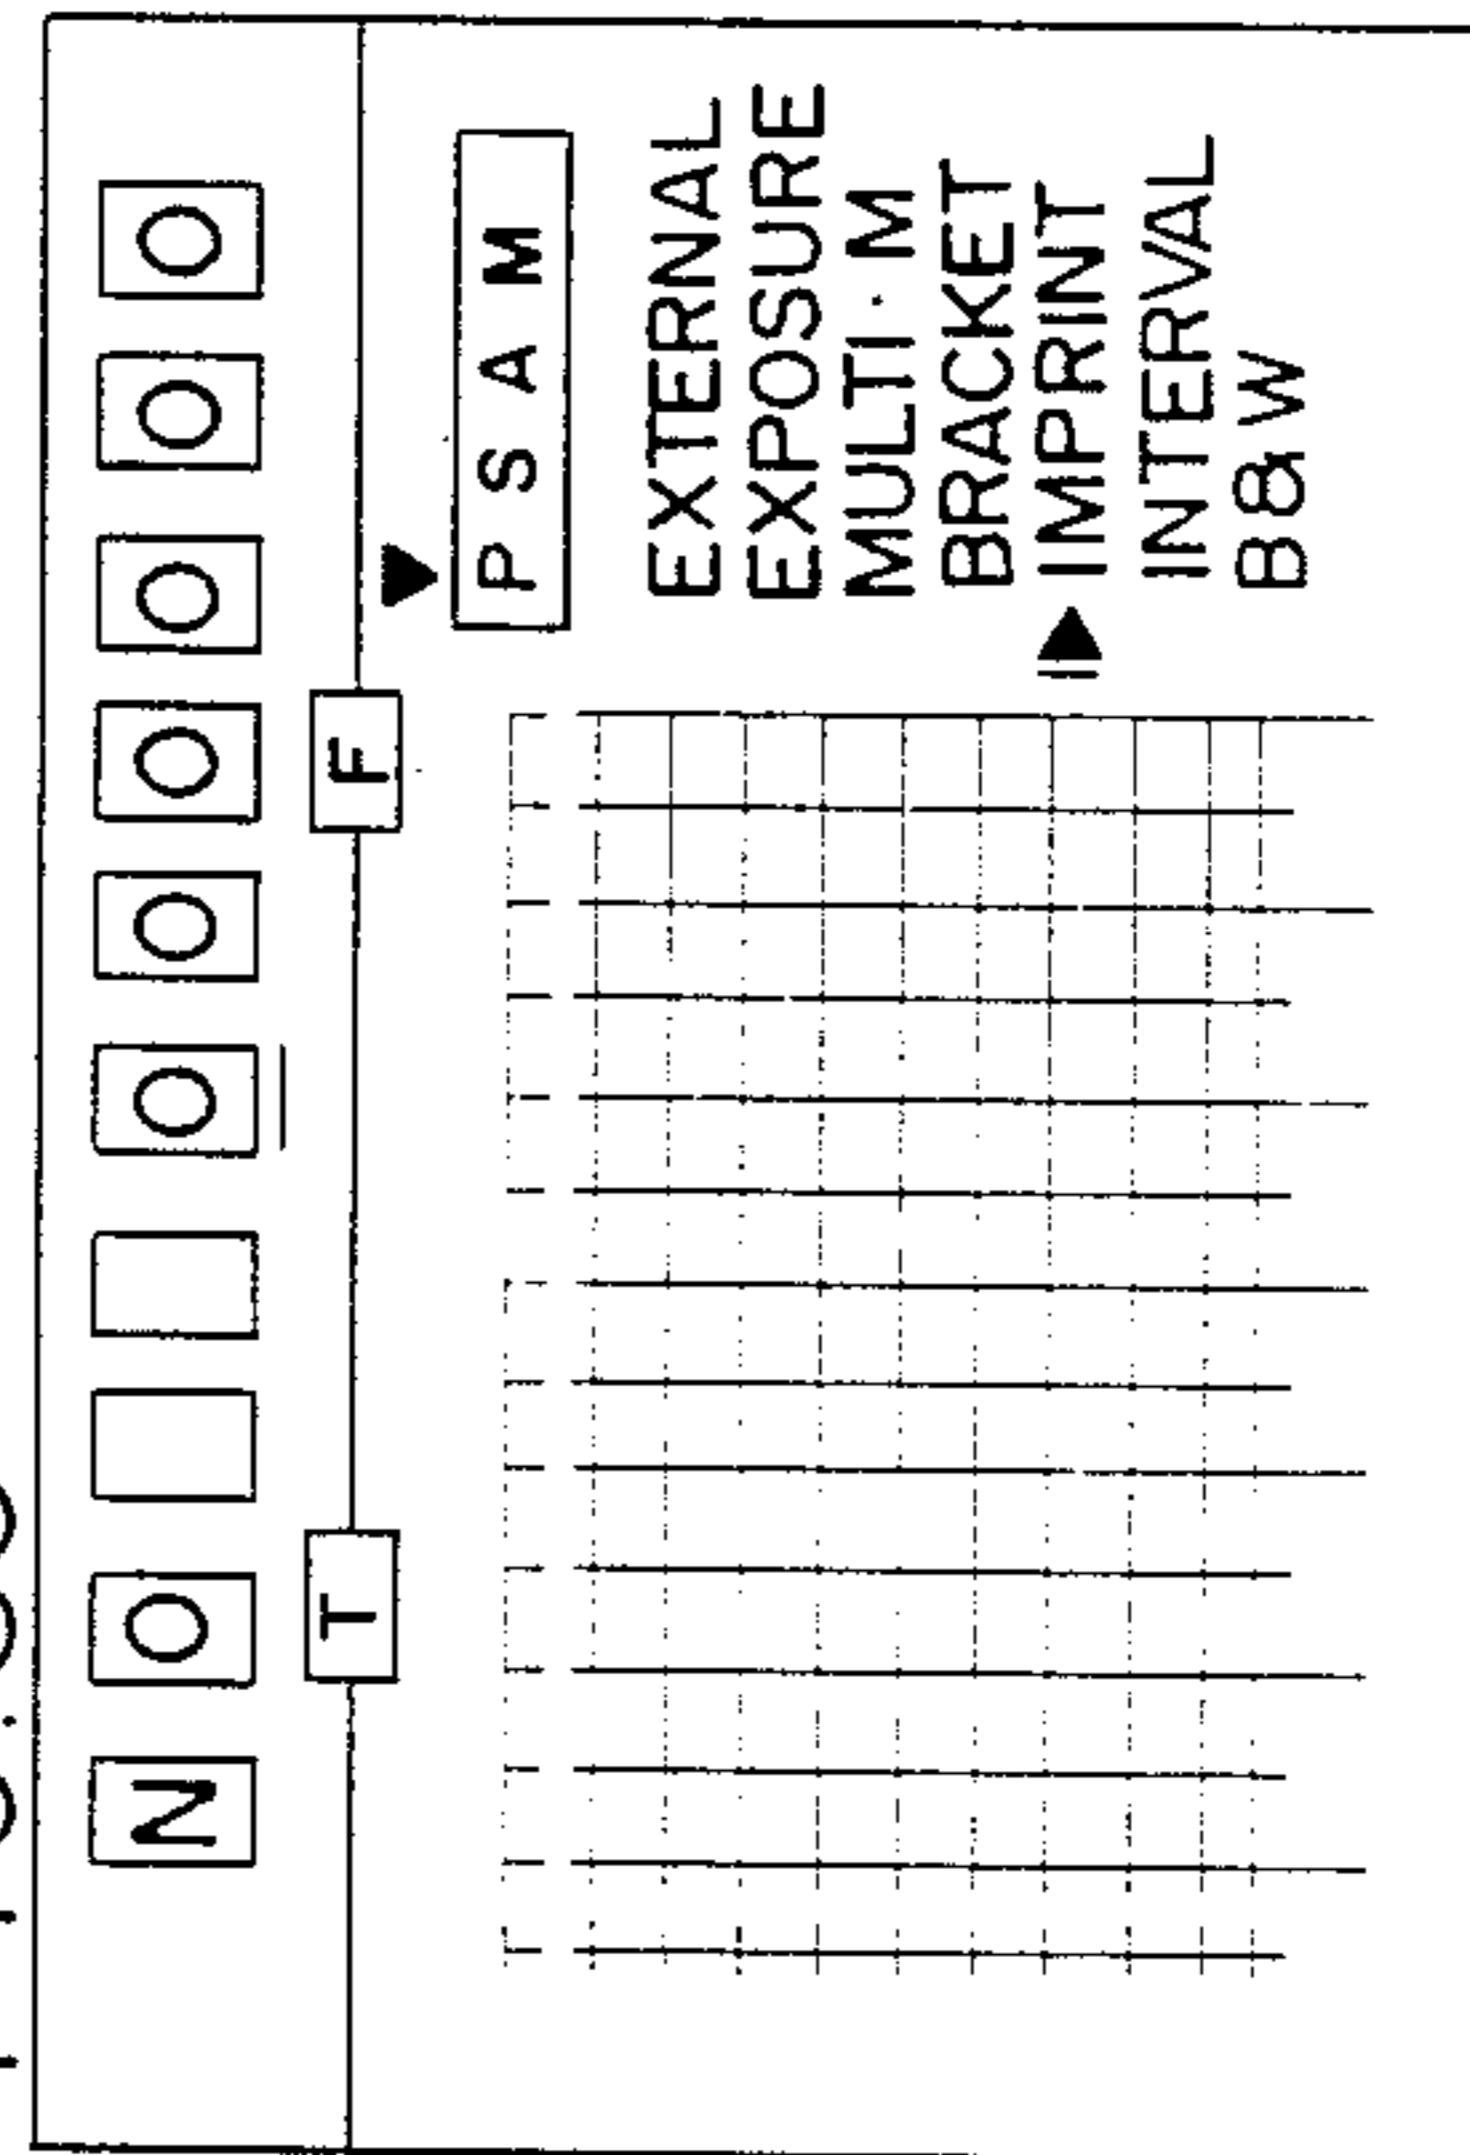 N O O O O O O O
T F
P S A M
EXTERNAL
EXPOSURE
MULTI · M
BRACKET
IMPRINT
INTERVAL
B & W